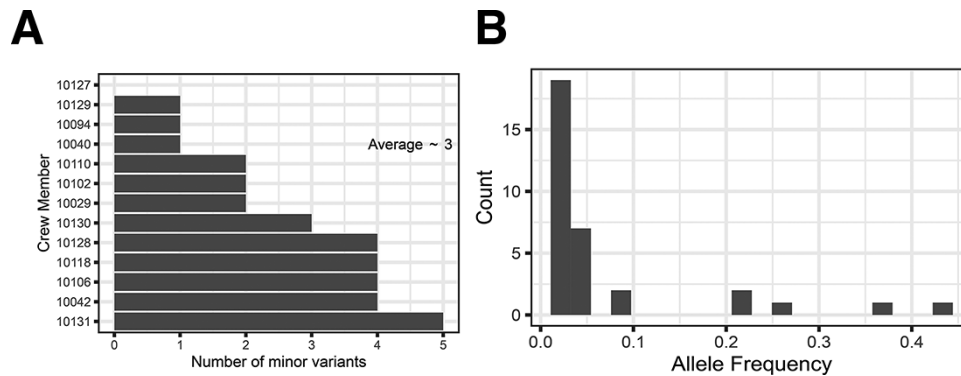 A
Crew Member
10127
10129
10094
10040
10110
10102
10029
10130
10128
10118
10106
10042
10131
Average ~ 3
0 1 2 3 4 5
Number of minor variants
B
Count
15
10
5
0
0.0 0.1 0.2 0.3 0.4
Allele Frequency